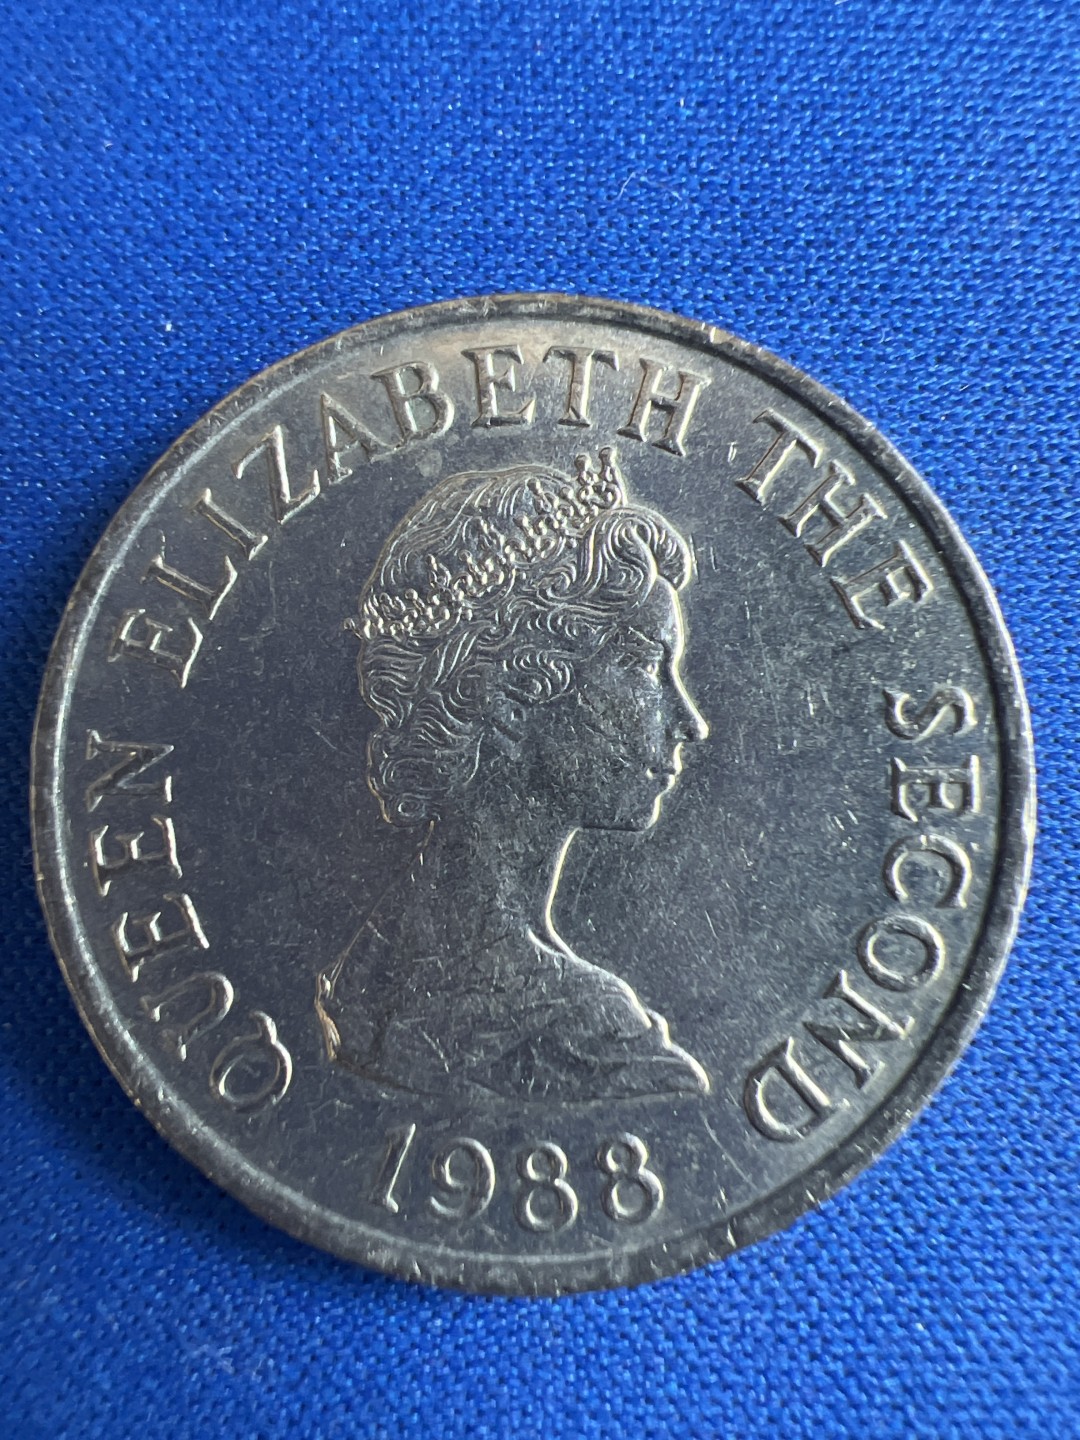 QUEEN ELIZABETH THE SECOND
1988